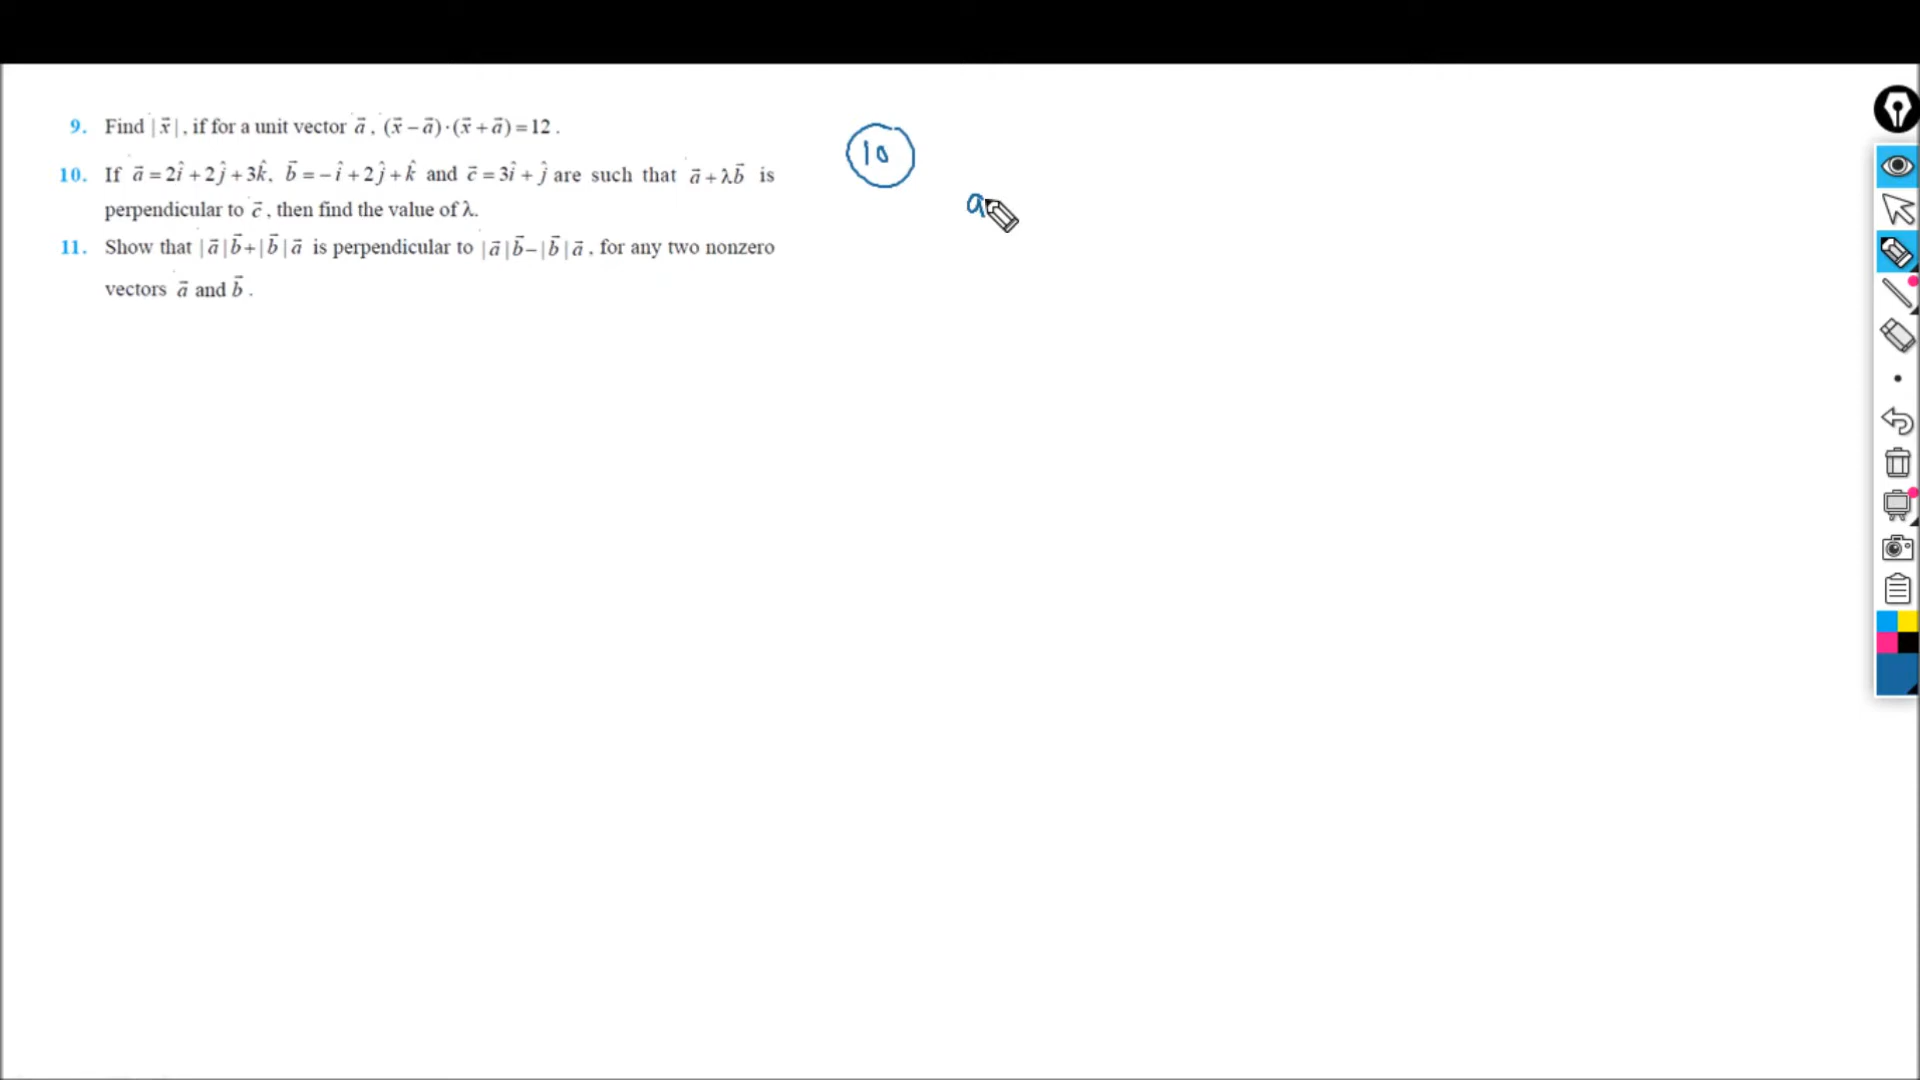 9. Find |x⃗|, if for a unit vector a⃗, (x⃗ − a⃗)·(x⃗ + a⃗) = 12.
10. If a⃗ = 2î + 2ĵ + 3k̂, b⃗ = −î + 2ĵ + k̂ and c⃗ = 3î + ĵ are such that a⃗ + λb⃗ is
perpendicular to c⃗, then find the value of λ.
11. Show that |a⃗|b⃗+|b⃗|a⃗ is perpendicular to |a⃗|b⃗−|b⃗|a⃗, for any two nonzero
vectors a⃗ and b⃗.
10
a